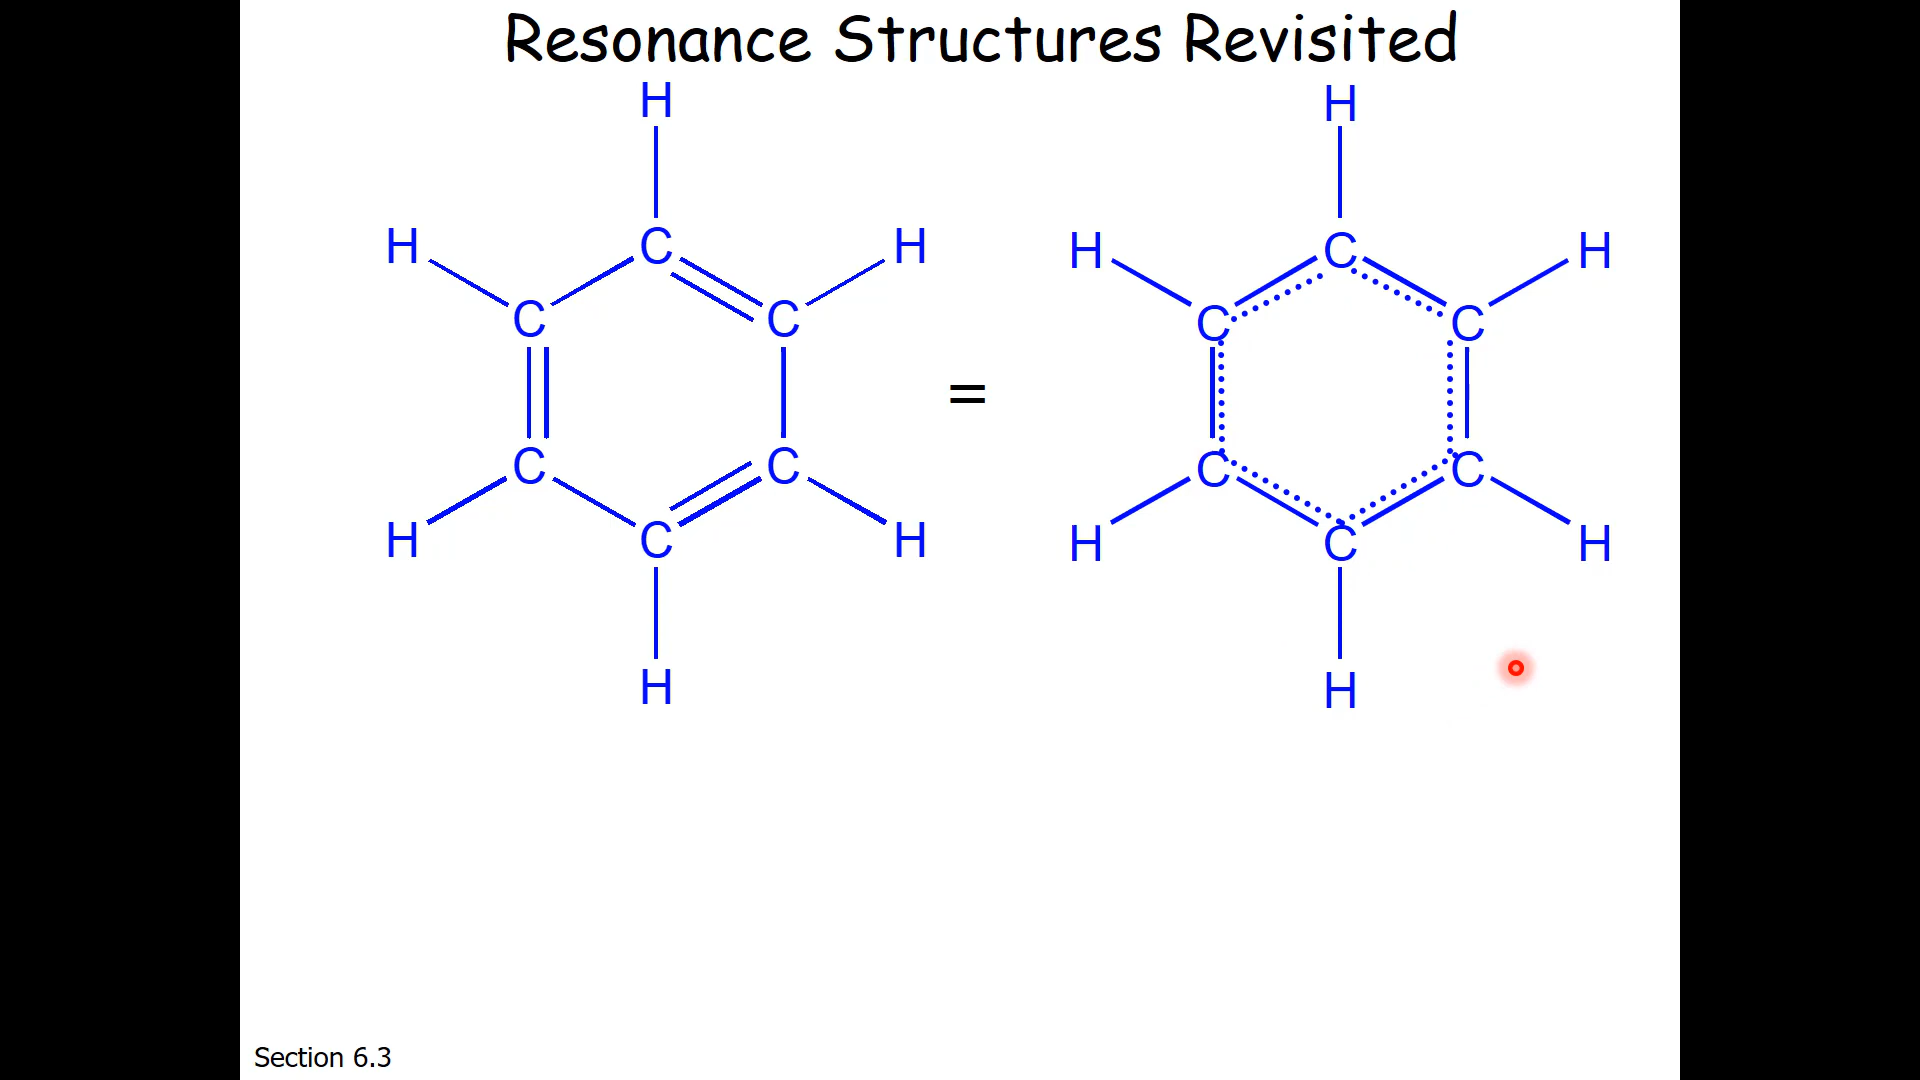 Resonance Structures Revisited
H H
H H H H
C C
C C C C
=
C C C C
C C
H H H H
H H
Section 6.3